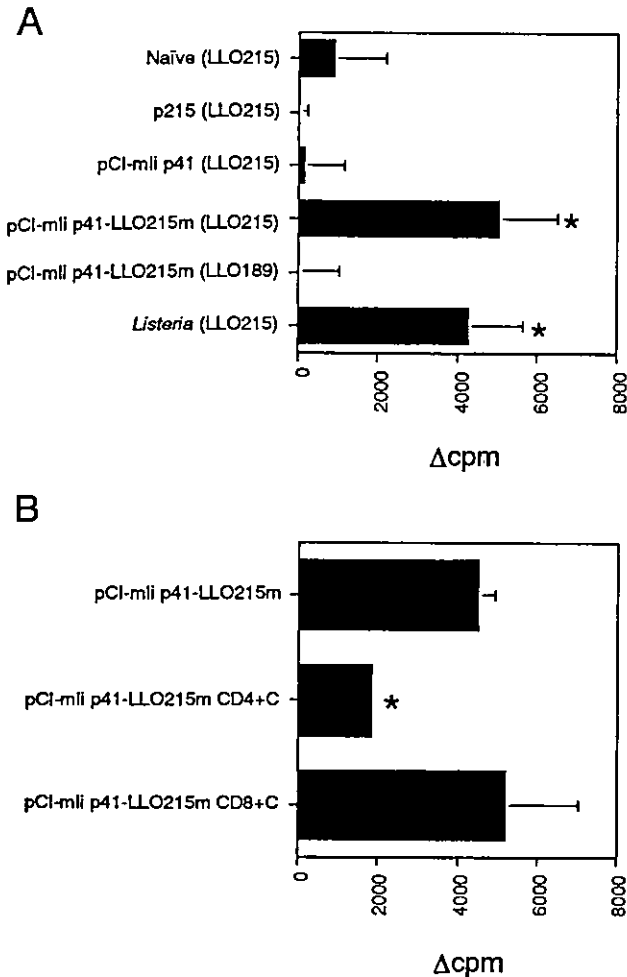 A
Naïve (LLO215)
p215 (LLO215)
pCI-mIi p41 (LLO215)
pCI-mIi p41-LLO215m (LLO215)
*
pCI-mIi p41-LLO215m (LLO189)
Listeria (LLO215)
*
0 2000 4000 6000 8000
Δcpm
B
pCI-mIi p41-LLO215m
pCI-mIi p41-LLO215m CD4+C
*
pCI-mIi p41-LLO215m CD8+C
0 2000 4000 6000 8000
Δcpm